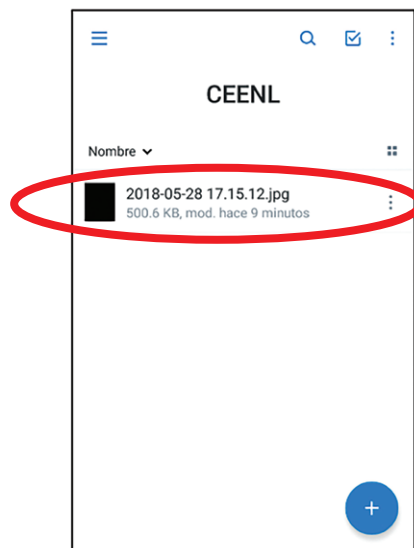 CEENL
Nombre
2018-05-28 17.15.12.jpg
500.6 KB, mod. hace 9 minutos